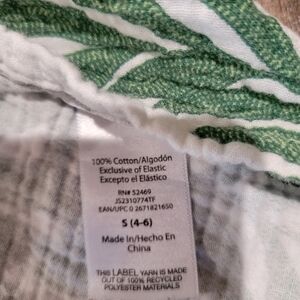 100% Cotton/Algodón
Exclusive of Elastic
Excepto el Elástico
RN# 52469
JS2310774TF
EAN/UPC 0 2671821650
S (4-6)
Made In/Hecho En
China
THIS LABEL YARN IS MADE
OUT OF 100% RECYCLED
POLYESTER MATERIALS